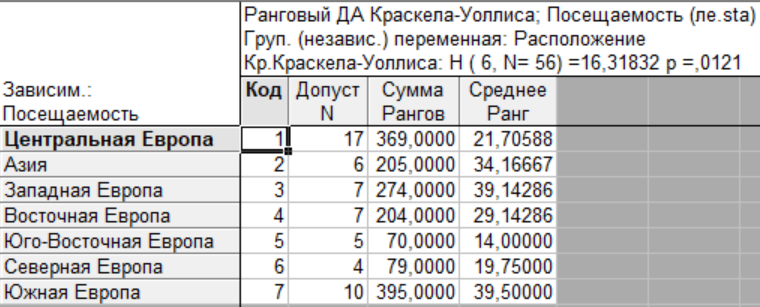 Ранговый ДА Краскела-Уоллиса; Посещаемость (ле.sta)
Груп. (независ.) переменная: Расположение
Кр.Краскела-Уоллиса: H ( 6, N= 56) =16,31832 p =,0121
Зависим.: Посещаемость Код Допуст N Сумма Рангов Среднее Ранг
Центральная Европа 1 17 369,0000 21,70588
Азия 2 6 205,0000 34,16667
Западная Европа 3 7 274,0000 39,14286
Восточная Европа 4 7 204,0000 29,14286
Юго-Восточная Европа 5 5 70,0000 14,00000
Северная Европа 6 4 79,0000 19,75000
Южная Европа 7 10 395,0000 39,50000